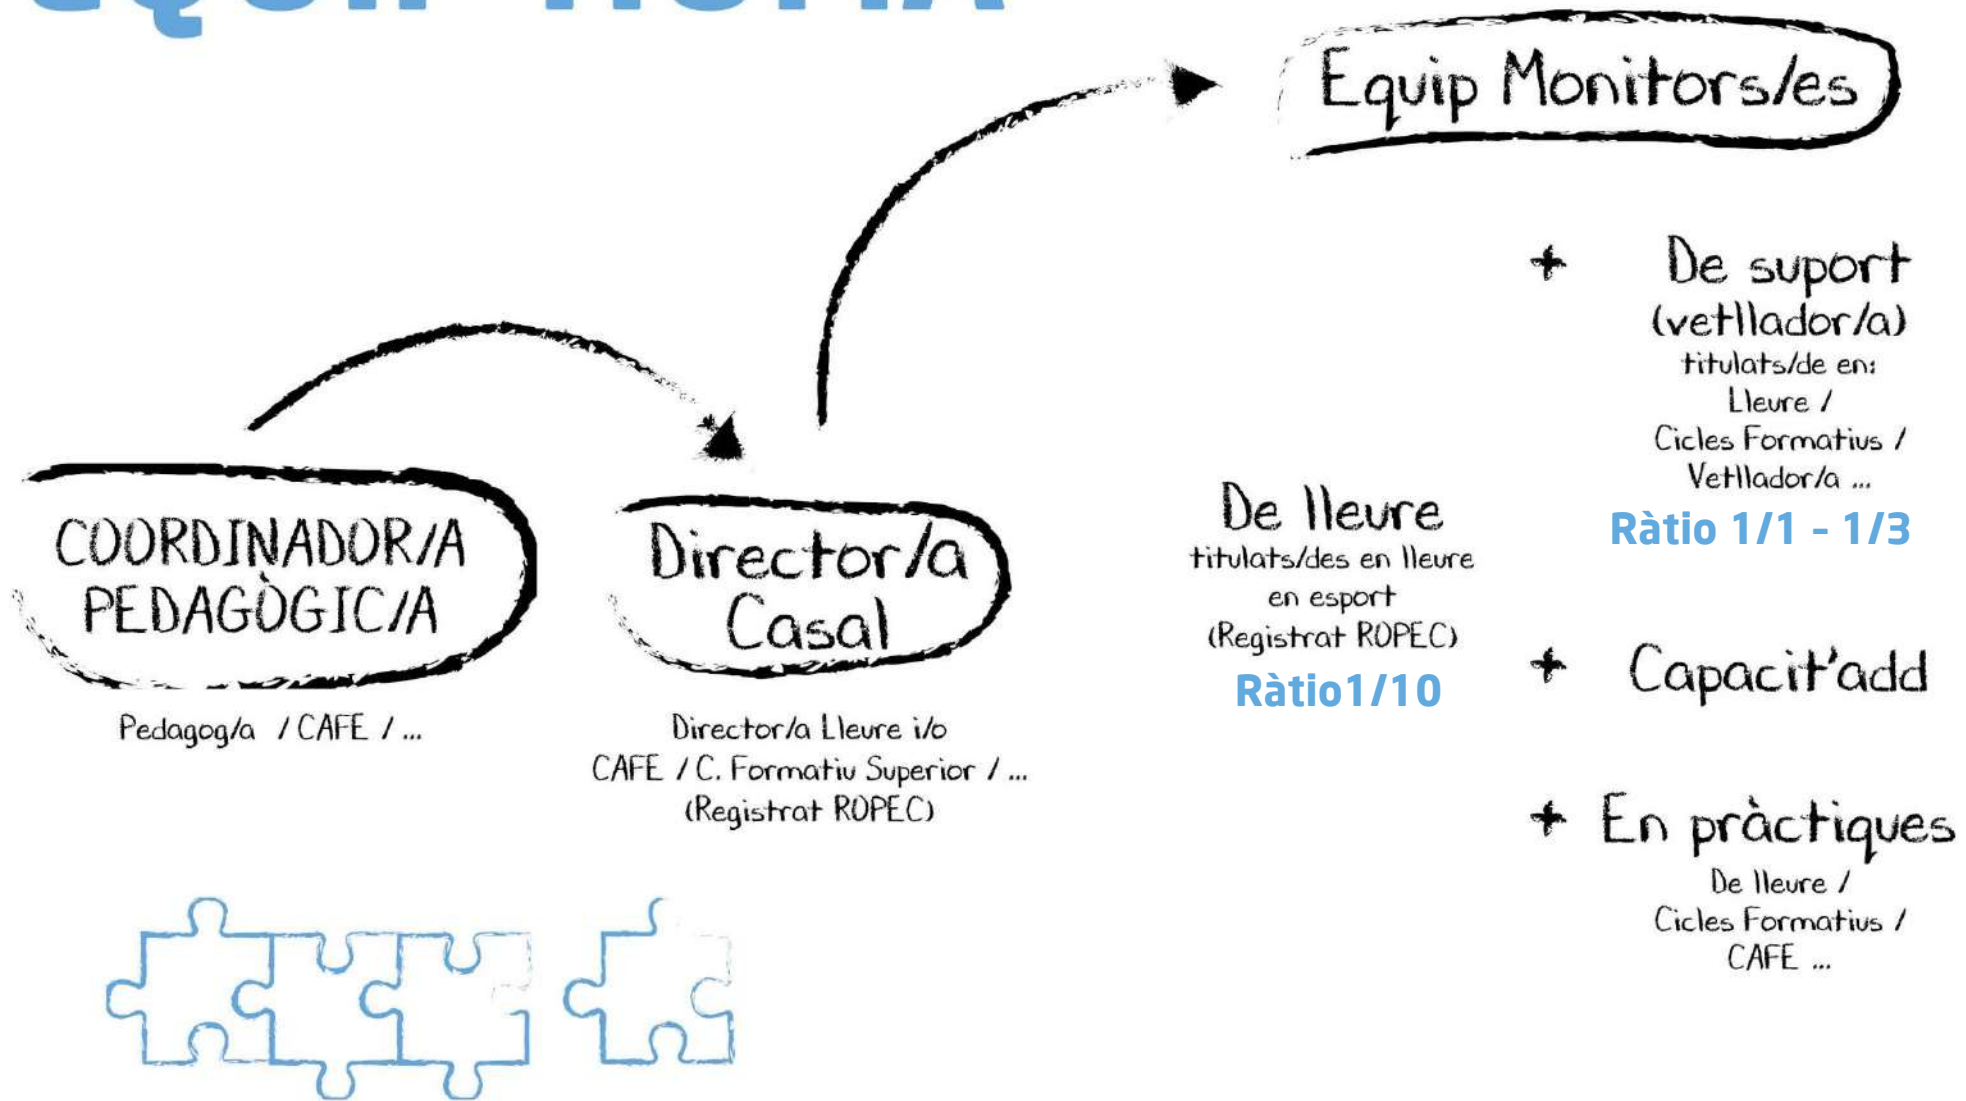 EQUIP HUMÀ
Equip Monitors/es
+ De suport
(vetllador/a)
titulats/de en:
Lleure /
Cicles Formatius /
Vetllador/a ...
Ràtio 1/1 - 1/3
COORDINADOR/A
PEDAGÒGIC/A
Pedagog/a / CAFE / ...
Director/a
Casal
Director/a Lleure i/o
CAFE / C. Formatiu Superior / ...
(Registrat ROPEC)
De lleure
titulats/des en lleure
en esport
(Registrat ROPEC)
Ràtio1/10
+ Capacit'add
+ En pràctiques
De lleure /
Cicles Formatius /
CAFE ...